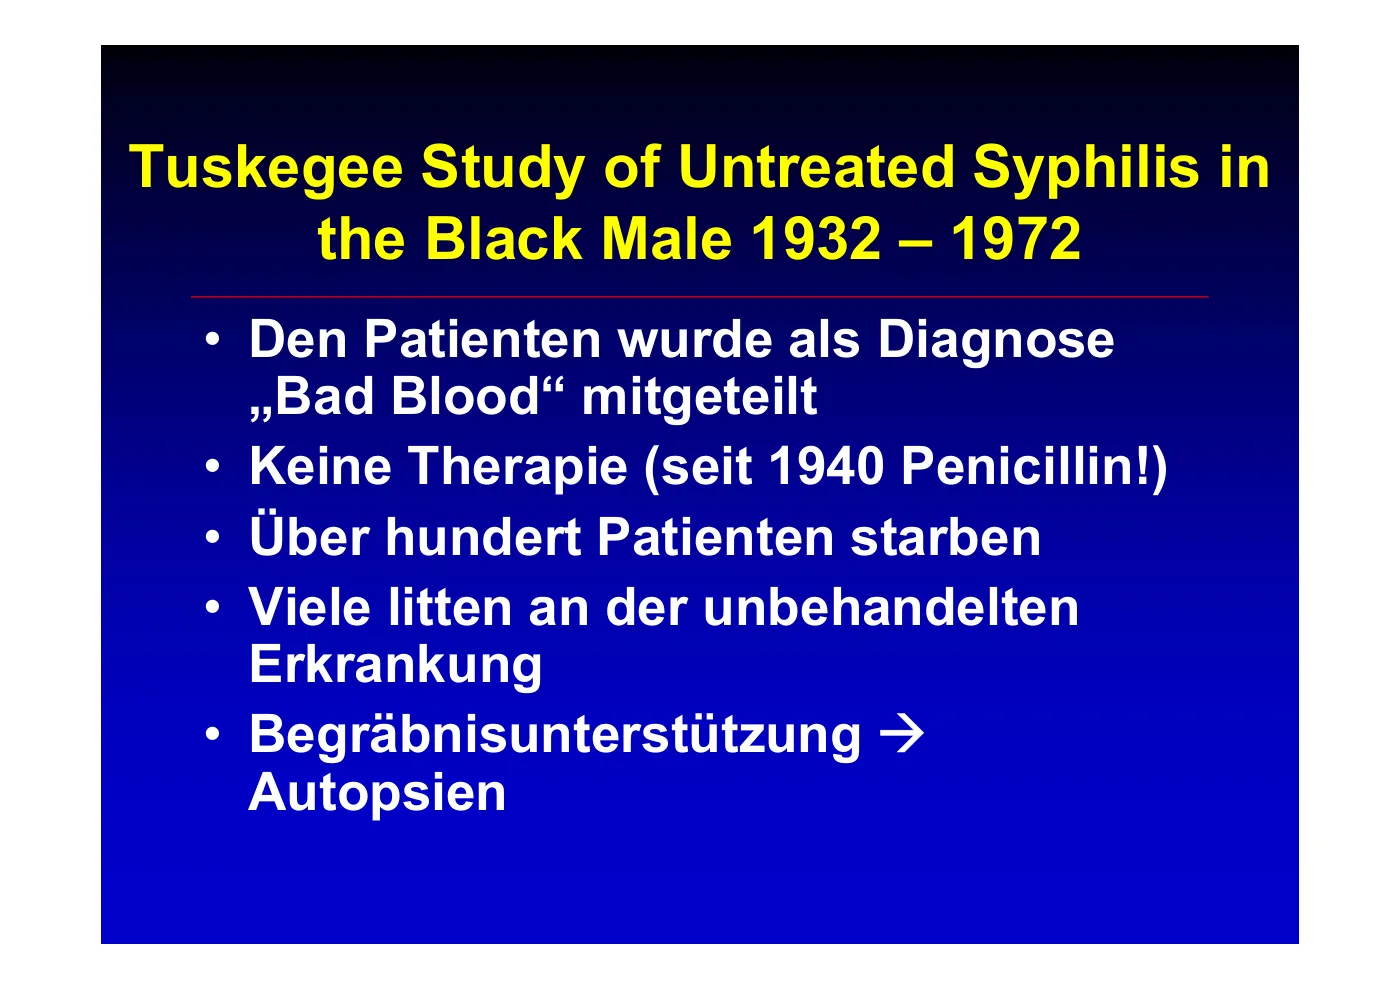 Tuskegee Study of Untreated Syphilis in
the Black Male 1932 – 1972
• Den Patienten wurde als Diagnose
„Bad Blood“ mitgeteilt
• Keine Therapie (seit 1940 Penicillin!)
• Über hundert Patienten starben
• Viele litten an der unbehandelten
Erkrankung
• Begräbnisunterstützung →
Autopsien